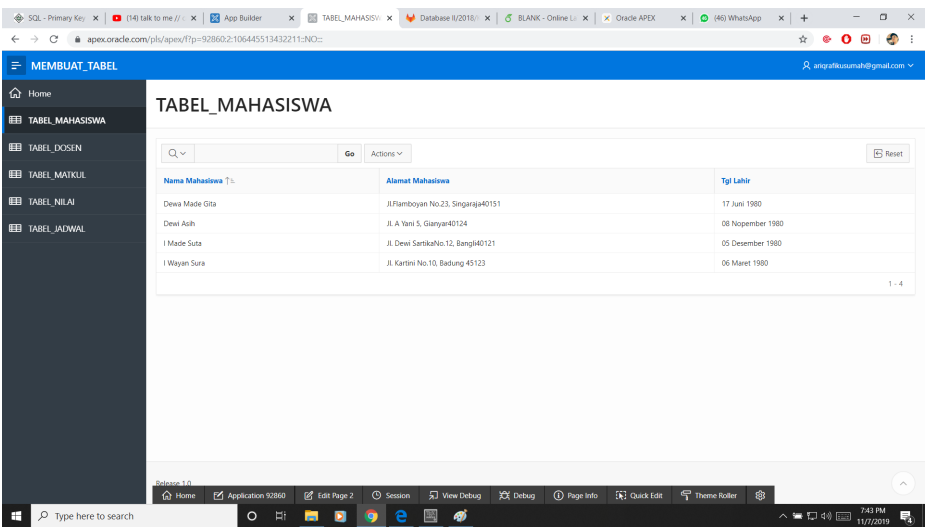 SQL - Primary Key
(14) talk to me //
App Builder
TABEL_MAHASISW
Database II/2018/
BLANK - Online
Oracle APEX
(46) WhatsApp
apex.oracle.com/pls/apex/f?p=92860:2:106445513432211::NO:::
MEMBUAT_TABEL
ariqrafikusumah@gmail.com
Home
TABEL_MAHASISWA
TABEL_DOSEN
TABEL_MATKUL
TABEL_NILAI
TABEL_JADWAL
TABEL_MAHASISWA
Go Actions Reset
Nama Mahasiswa Alamat Mahasiswa Tgl Lahir
Dewa Made Gita Jl.Flamboyan No.23, Singaraja40151 17 Juni 1980
Dewi Asih Jl. A Yani 5, Gianyar40124 08 Nopember 1980
I Made Suta Jl. Dewi SartikaNo.12, Bangli40121 05 Desember 1980
I Wayan Sura Jl. Kartini No.10, Badung 45123 06 Maret 1980
1 - 4
Release 1.0
Home Application 92860 Edit Page 2 Session View Debug Debug Page Info Quick Edit Theme Roller
Type here to search
7:43 PM
11/7/2019